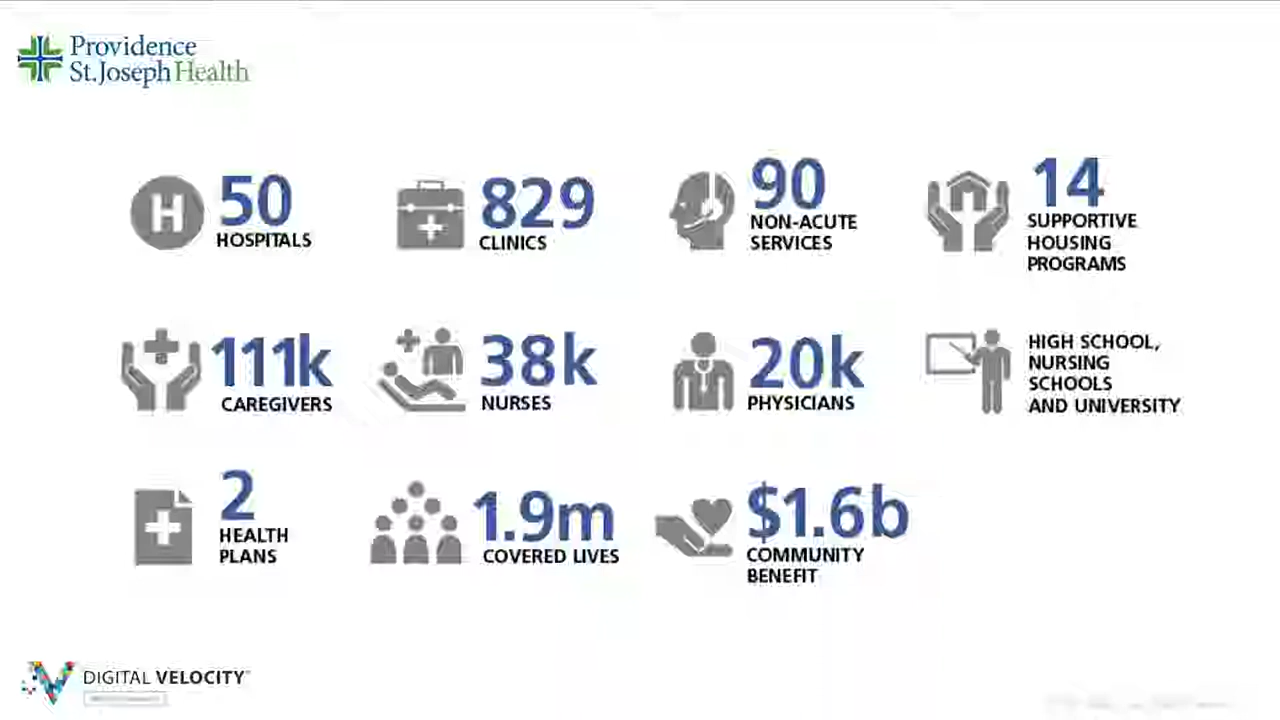 Providence
St.JosephHealth
50
HOSPITALS
829
CLINICS
90
NON-ACUTE
SERVICES
14
SUPPORTIVE
HOUSING
PROGRAMS
111k
CAREGIVERS
38k
NURSES
20k
PHYSICIANS
HIGH SCHOOL,
NURSING
SCHOOLS
AND UNIVERSITY
2
HEALTH
PLANS
1.9m
COVERED LIVES
$1.6b
COMMUNITY
BENEFIT
DIGITAL VELOCITY